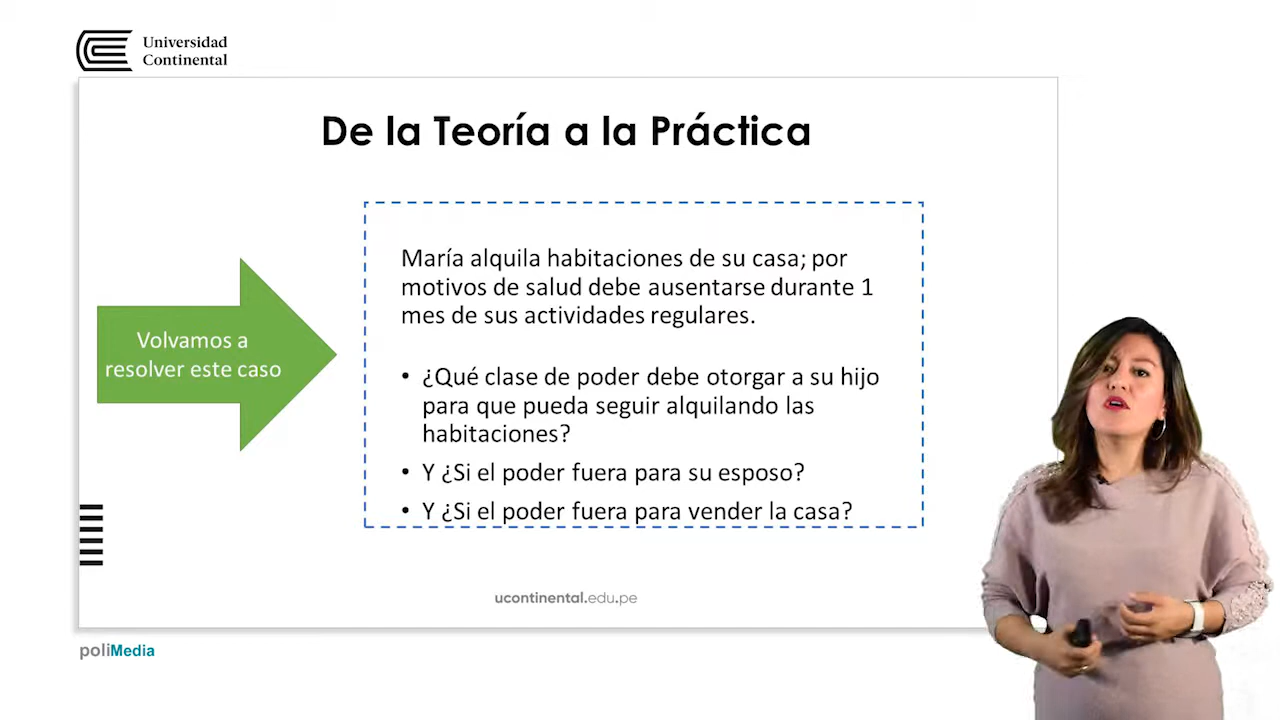 Universidad
Continental
De la Teoría a la Práctica
Volvamos a
resolver este caso
María alquila habitaciones de su casa; por
motivos de salud debe ausentarse durante 1
mes de sus actividades regulares.
• ¿Qué clase de poder debe otorgar a su hijo
para que pueda seguir alquilando las
habitaciones?
• Y ¿Si el poder fuera para su esposo?
• Y ¿Si el poder fuera para vender la casa?
ucontinental.edu.pe
poliMedia